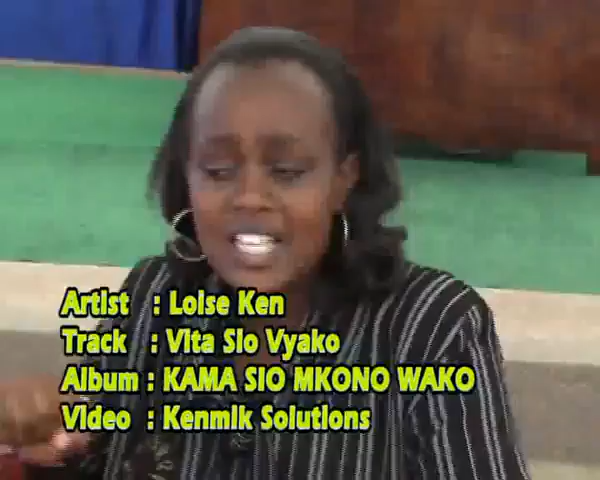 Artist : Loise Ken
Track : Vita Sio Vyako
Album : KAMA SIO MKONO WAKO
Video : Kenmik Solutions